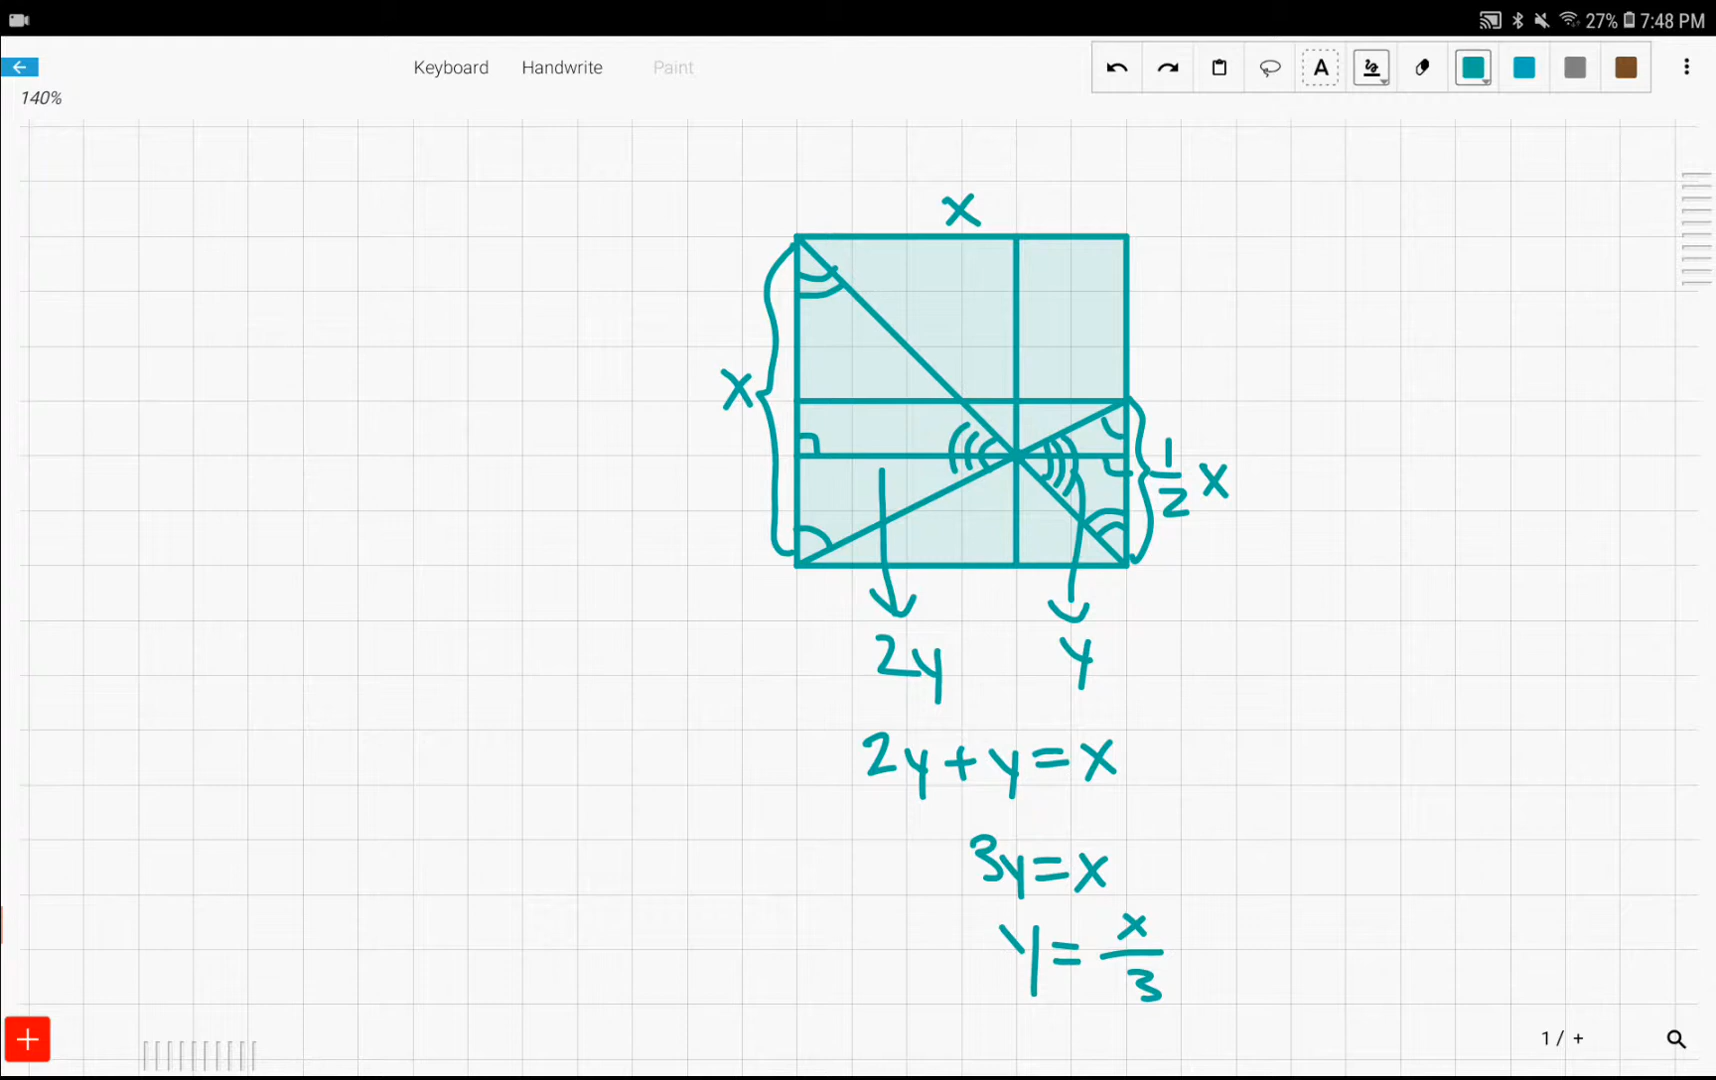 27% 7:48 PM
Keyboard Handwrite Paint
A
140%
x
x
1/2 x
2y y
2y+y=x
3y=x
y=x/3
1 / +